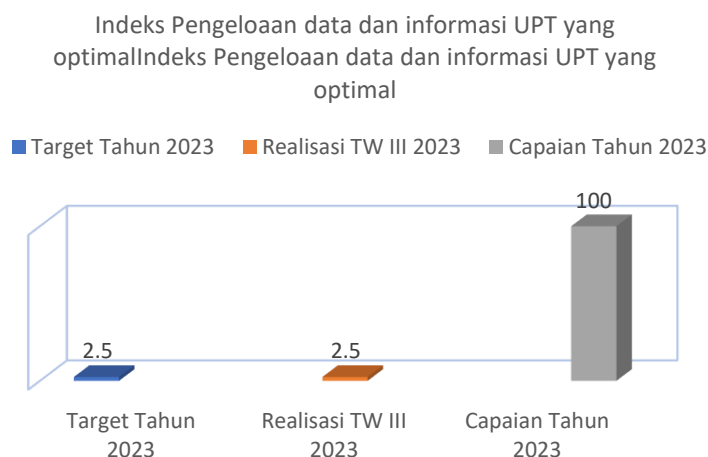 Indeks Pengeloaan data dan informasi UPT yang
optimalIndeks Pengeloaan data dan informasi UPT yang
optimal
Target Tahun 2023 Realisasi TW III 2023 Capaian Tahun 2023
100
2.5 2.5
Target Tahun 2023
Realisasi TW III 2023
Capaian Tahun 2023